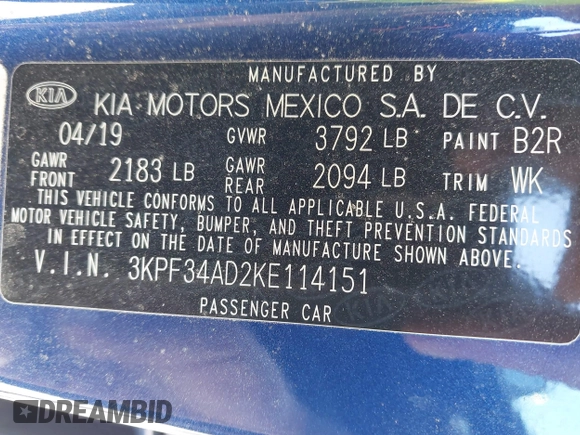 MANUFACTURED BY
KIA KIA MOTORS MEXICO S.A. DE C.V.
04/19 GVWR 3792 LB PAINT B2R
GAWR FRONT 2183 LB GAWR REAR 2094 LB TRIM WK
THIS VEHICLE CONFORMS TO ALL APPLICABLE U.S.A. FEDERAL
MOTOR VEHICLE SAFETY, BUMPER, AND THEFT PREVENTION STANDARDS
IN EFFECT ON THE DATE OF MANUFACTURE SHOWN ABOVE.
V.I.N. 3KPF34AD2KE114151
PASSENGER CAR
DREAMBID